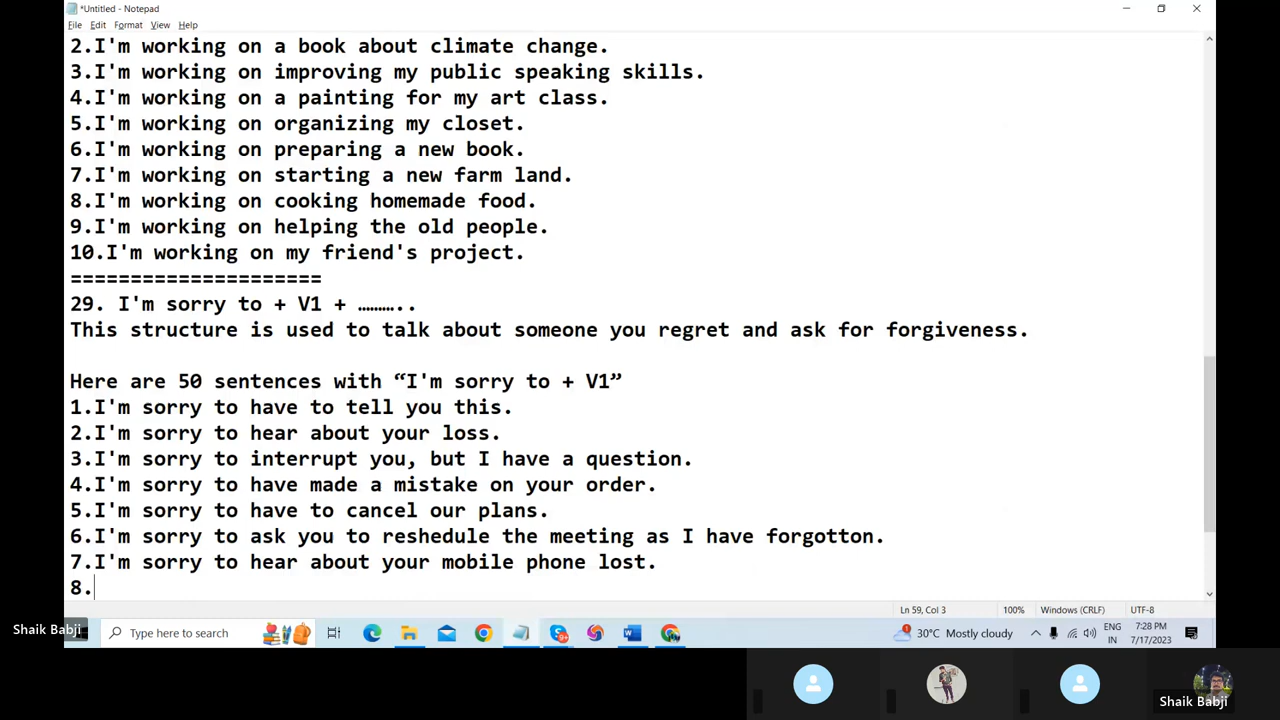 *Untitled - Notepad
File Edit Format View Help
2.I'm working on a book about climate change.
3.I'm working on improving my public speaking skills.
4.I'm working on a painting for my art class.
5.I'm working on organizing my closet.
6.I'm working on preparing a new book.
7.I'm working on starting a new farm land.
8.I'm working on cooking homemade food.
9.I'm working on helping the old people.
10.I'm working on my friend's project.
=====================
29. I'm sorry to + V1 + ………..
This structure is used to talk about someone you regret and ask for forgiveness.
Here are 50 sentences with “I'm sorry to + V1”
1.I'm sorry to have to tell you this.
2.I'm sorry to hear about your loss.
3.I'm sorry to interrupt you, but I have a question.
4.I'm sorry to have made a mistake on your order.
5.I'm sorry to have to cancel our plans.
6.I'm sorry to ask you to reshedule the meeting as I have forgotton.
7.I'm sorry to hear about your mobile phone lost.
8.
Ln 59, Col 3 100% Windows (CRLF) UTF-8
Shaik Babji
Type here to search
30°C Mostly cloudy
ENG
IN
7:28 PM
7/17/2023
Shaik Babji